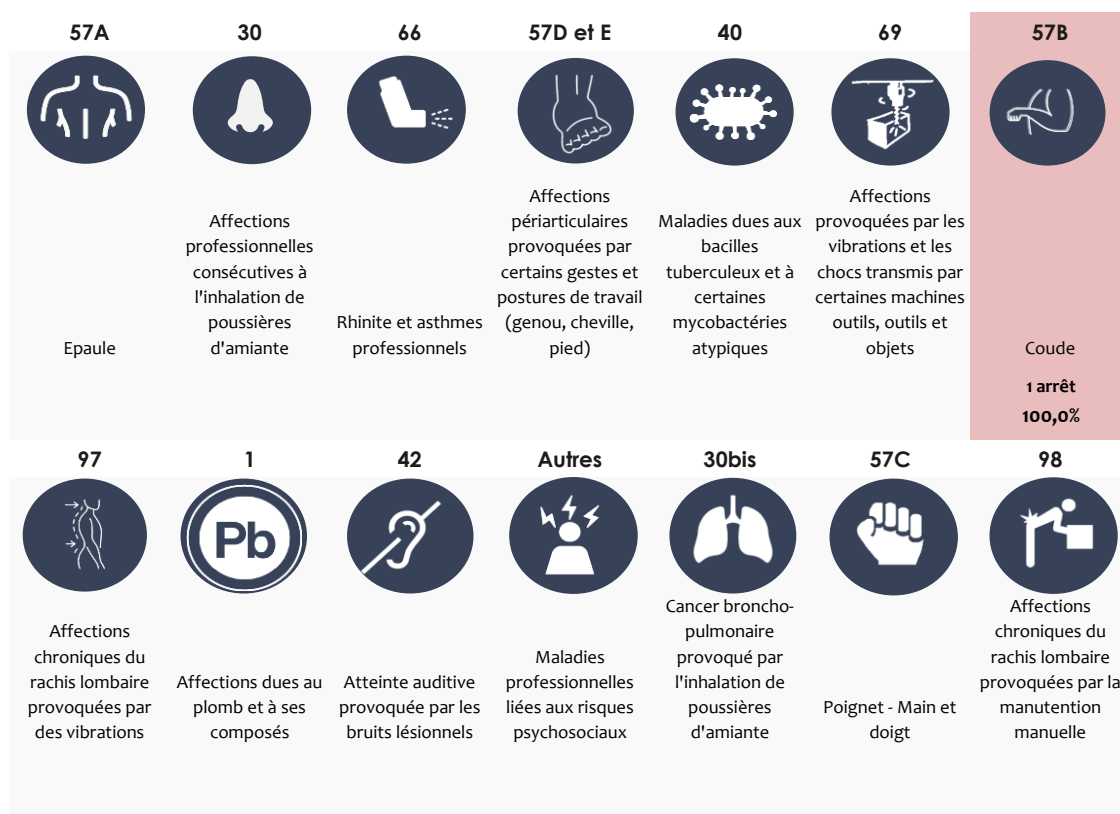 57A
30
66
57D et E
40
69
57B
Epaule
Affections
professionnelles
consécutives à
l'inhalation de
poussières
d'amiante
Rhinite et asthmes
professionnels
Affections
périarticulaires
provoquées par
certains gestes et
postures de travail
(genou, cheville,
pied)
Maladies dues aux
bacilles
tuberculeux et à
certaines
mycobactéries
atypiques
Affections
provoquées par les
vibrations et les
chocs transmis par
certaines machines
outils, outils et
objets
Coude
1 arrêt
100,0%
97
1
42
Autres
30bis
57C
98
Pb
Affections
chroniques du
rachis lombaire
provoquées par
des vibrations
Affections dues au
plomb et à ses
composés
Atteinte auditive
provoquée par les
bruits lésionnels
Maladies
professionnelles
liées aux risques
psychosociaux
Cancer broncho-
pulmonaire
provoqué par
l'inhalation de
poussières
d'amiante
Poignet - Main et
doigt
Affections
chroniques du
rachis lombaire
provoquées par la
manutention
manuelle